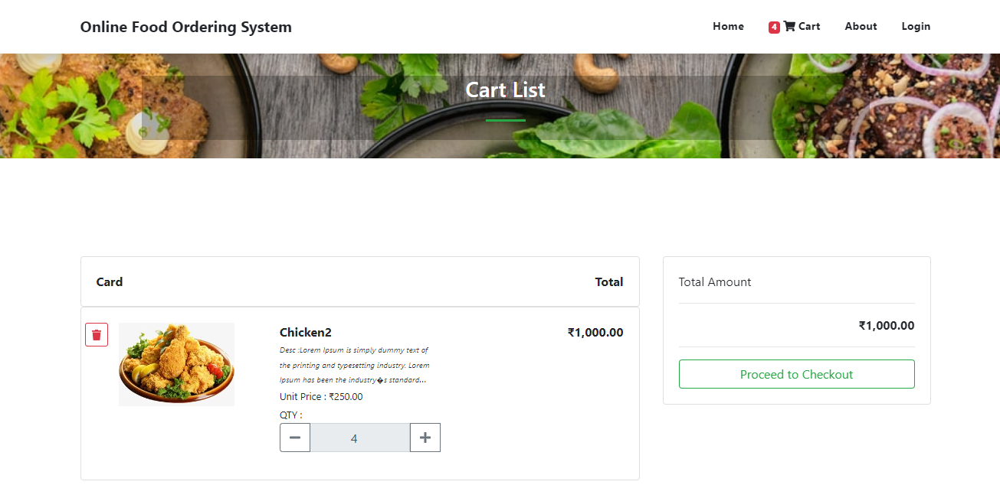 Online Food Ordering System
Home
4 Cart
About
Login
Cart List
Card
Total
Chicken2
₹1,000.00
Desc :Lorem Ipsum is simply dummy text of
the printing and typesetting industry. Lorem
Ipsum has been the industry�s standard...
Unit Price : ₹250.00
QTY :
4
Total Amount
₹1,000.00
Proceed to Checkout